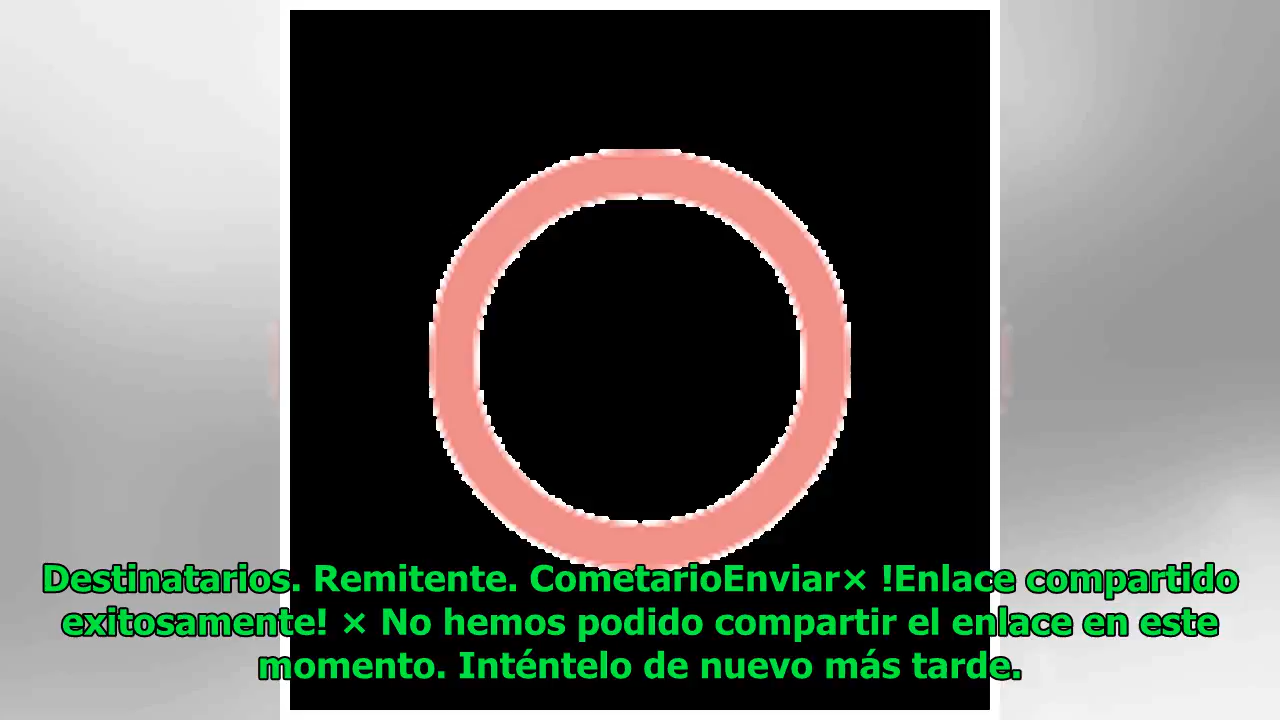 Destinatarios. Remitente. CometarioEnviar× !Enlace compartido
exitosamente! × No hemos podido compartir el enlace en este
momento. Inténtelo de nuevo más tarde.